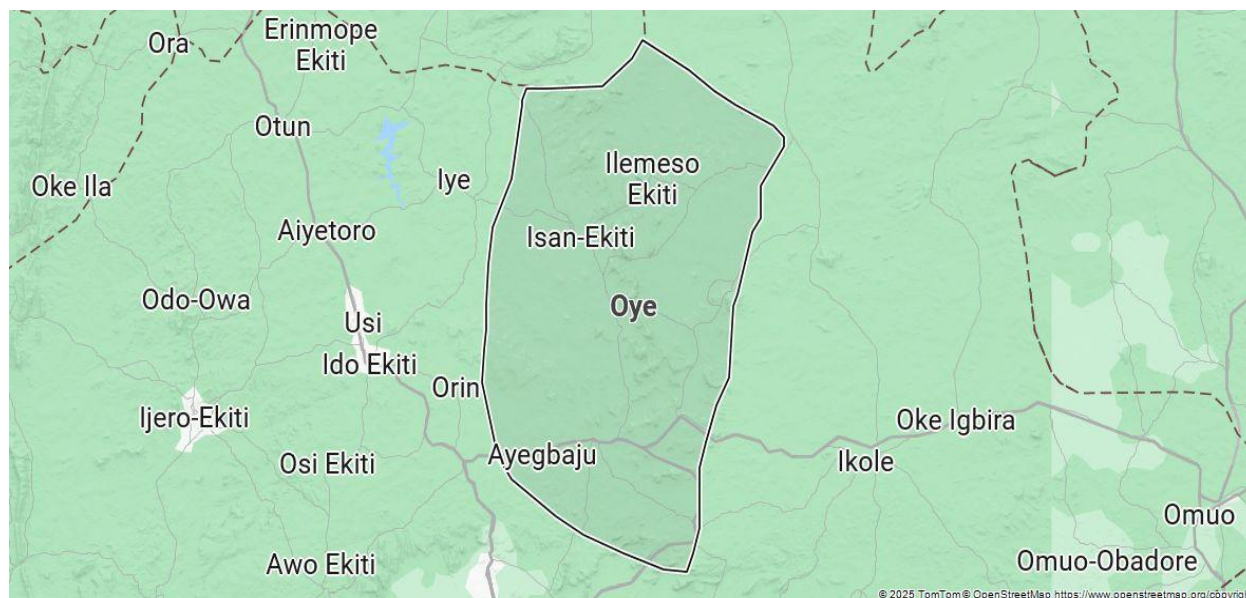 Ora
Erinmope
Ekiti
Otun
Oke Ila
Iye
Ilemeso
Ekiti
Aiyetoro
Isan-Ekiti
Odo-Owa
Oye
Usi
Ido Ekiti
Orin
Ijero-Ekiti
Oke Igbira
Osi Ekiti
Ayegbaju
Ikole
Omuo
Awo Ekiti
Omuo-Obadore
© 2025 TomTom © OpenStreetMap https://www.openstreetmap.org/copyrigh